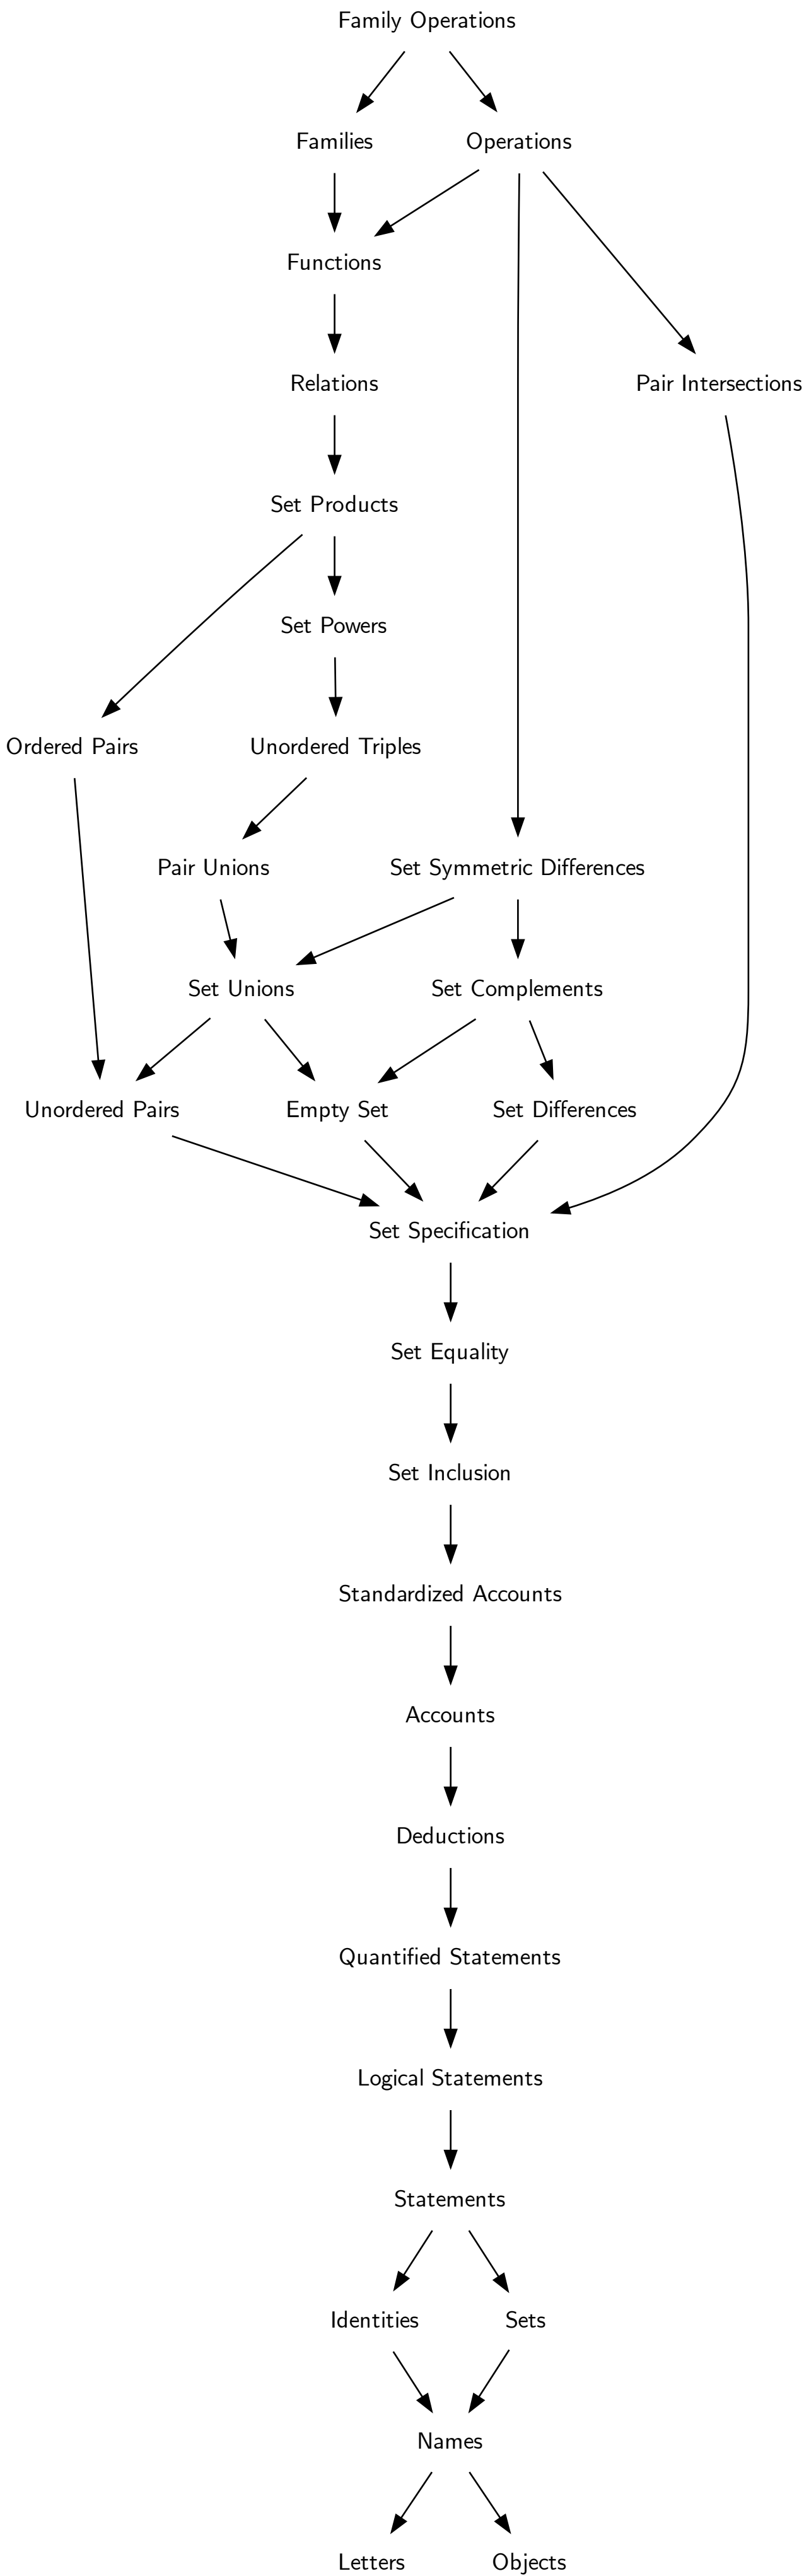 Family Operations
Families
Operations
Functions
Relations
Pair Intersections
Set Products
Set Powers
Ordered Pairs
Unordered Triples
Pair Unions
Set Symmetric Differences
Set Unions
Set Complements
Unordered Pairs
Empty Set
Set Differences
Set Specification
Set Equality
Set Inclusion
Standardized Accounts
Accounts
Deductions
Quantified Statements
Logical Statements
Statements
Identities
Sets
Names
Letters
Objects